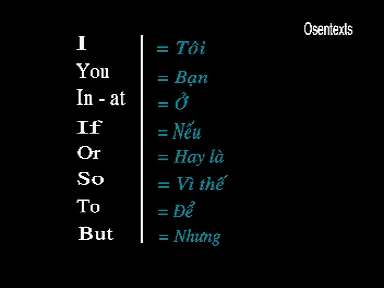 Osentexts
I = Tôi
You = Bạn
In - at = Ở
If = Nếu
Or = Hay là
So = Vì thế
To = Để
But = Nhưng